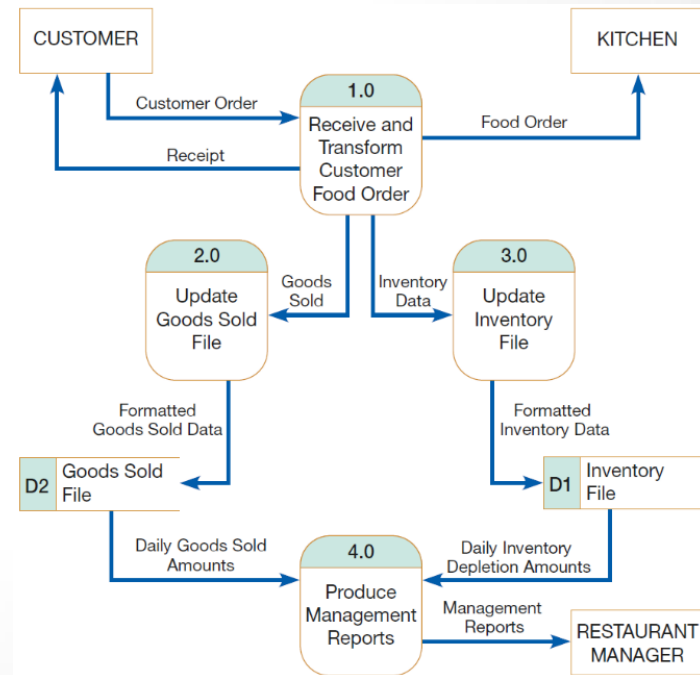 CUSTOMER
KITCHEN
Customer Order
1.0
Food Order
Receipt
Receive and
Transform
Customer
Food Order
2.0
Goods
Sold
Inventory
Data
3.0
Update
Goods Sold
File
Update
Inventory
File
Formatted
Goods Sold Data
Formatted
Inventory Data
D2
Goods Sold
File
D1
Inventory
File
Daily Goods Sold
Amounts
4.0
Daily Inventory
Depletion Amounts
Produce
Management
Reports
Management
Reports
RESTAURANT
MANAGER